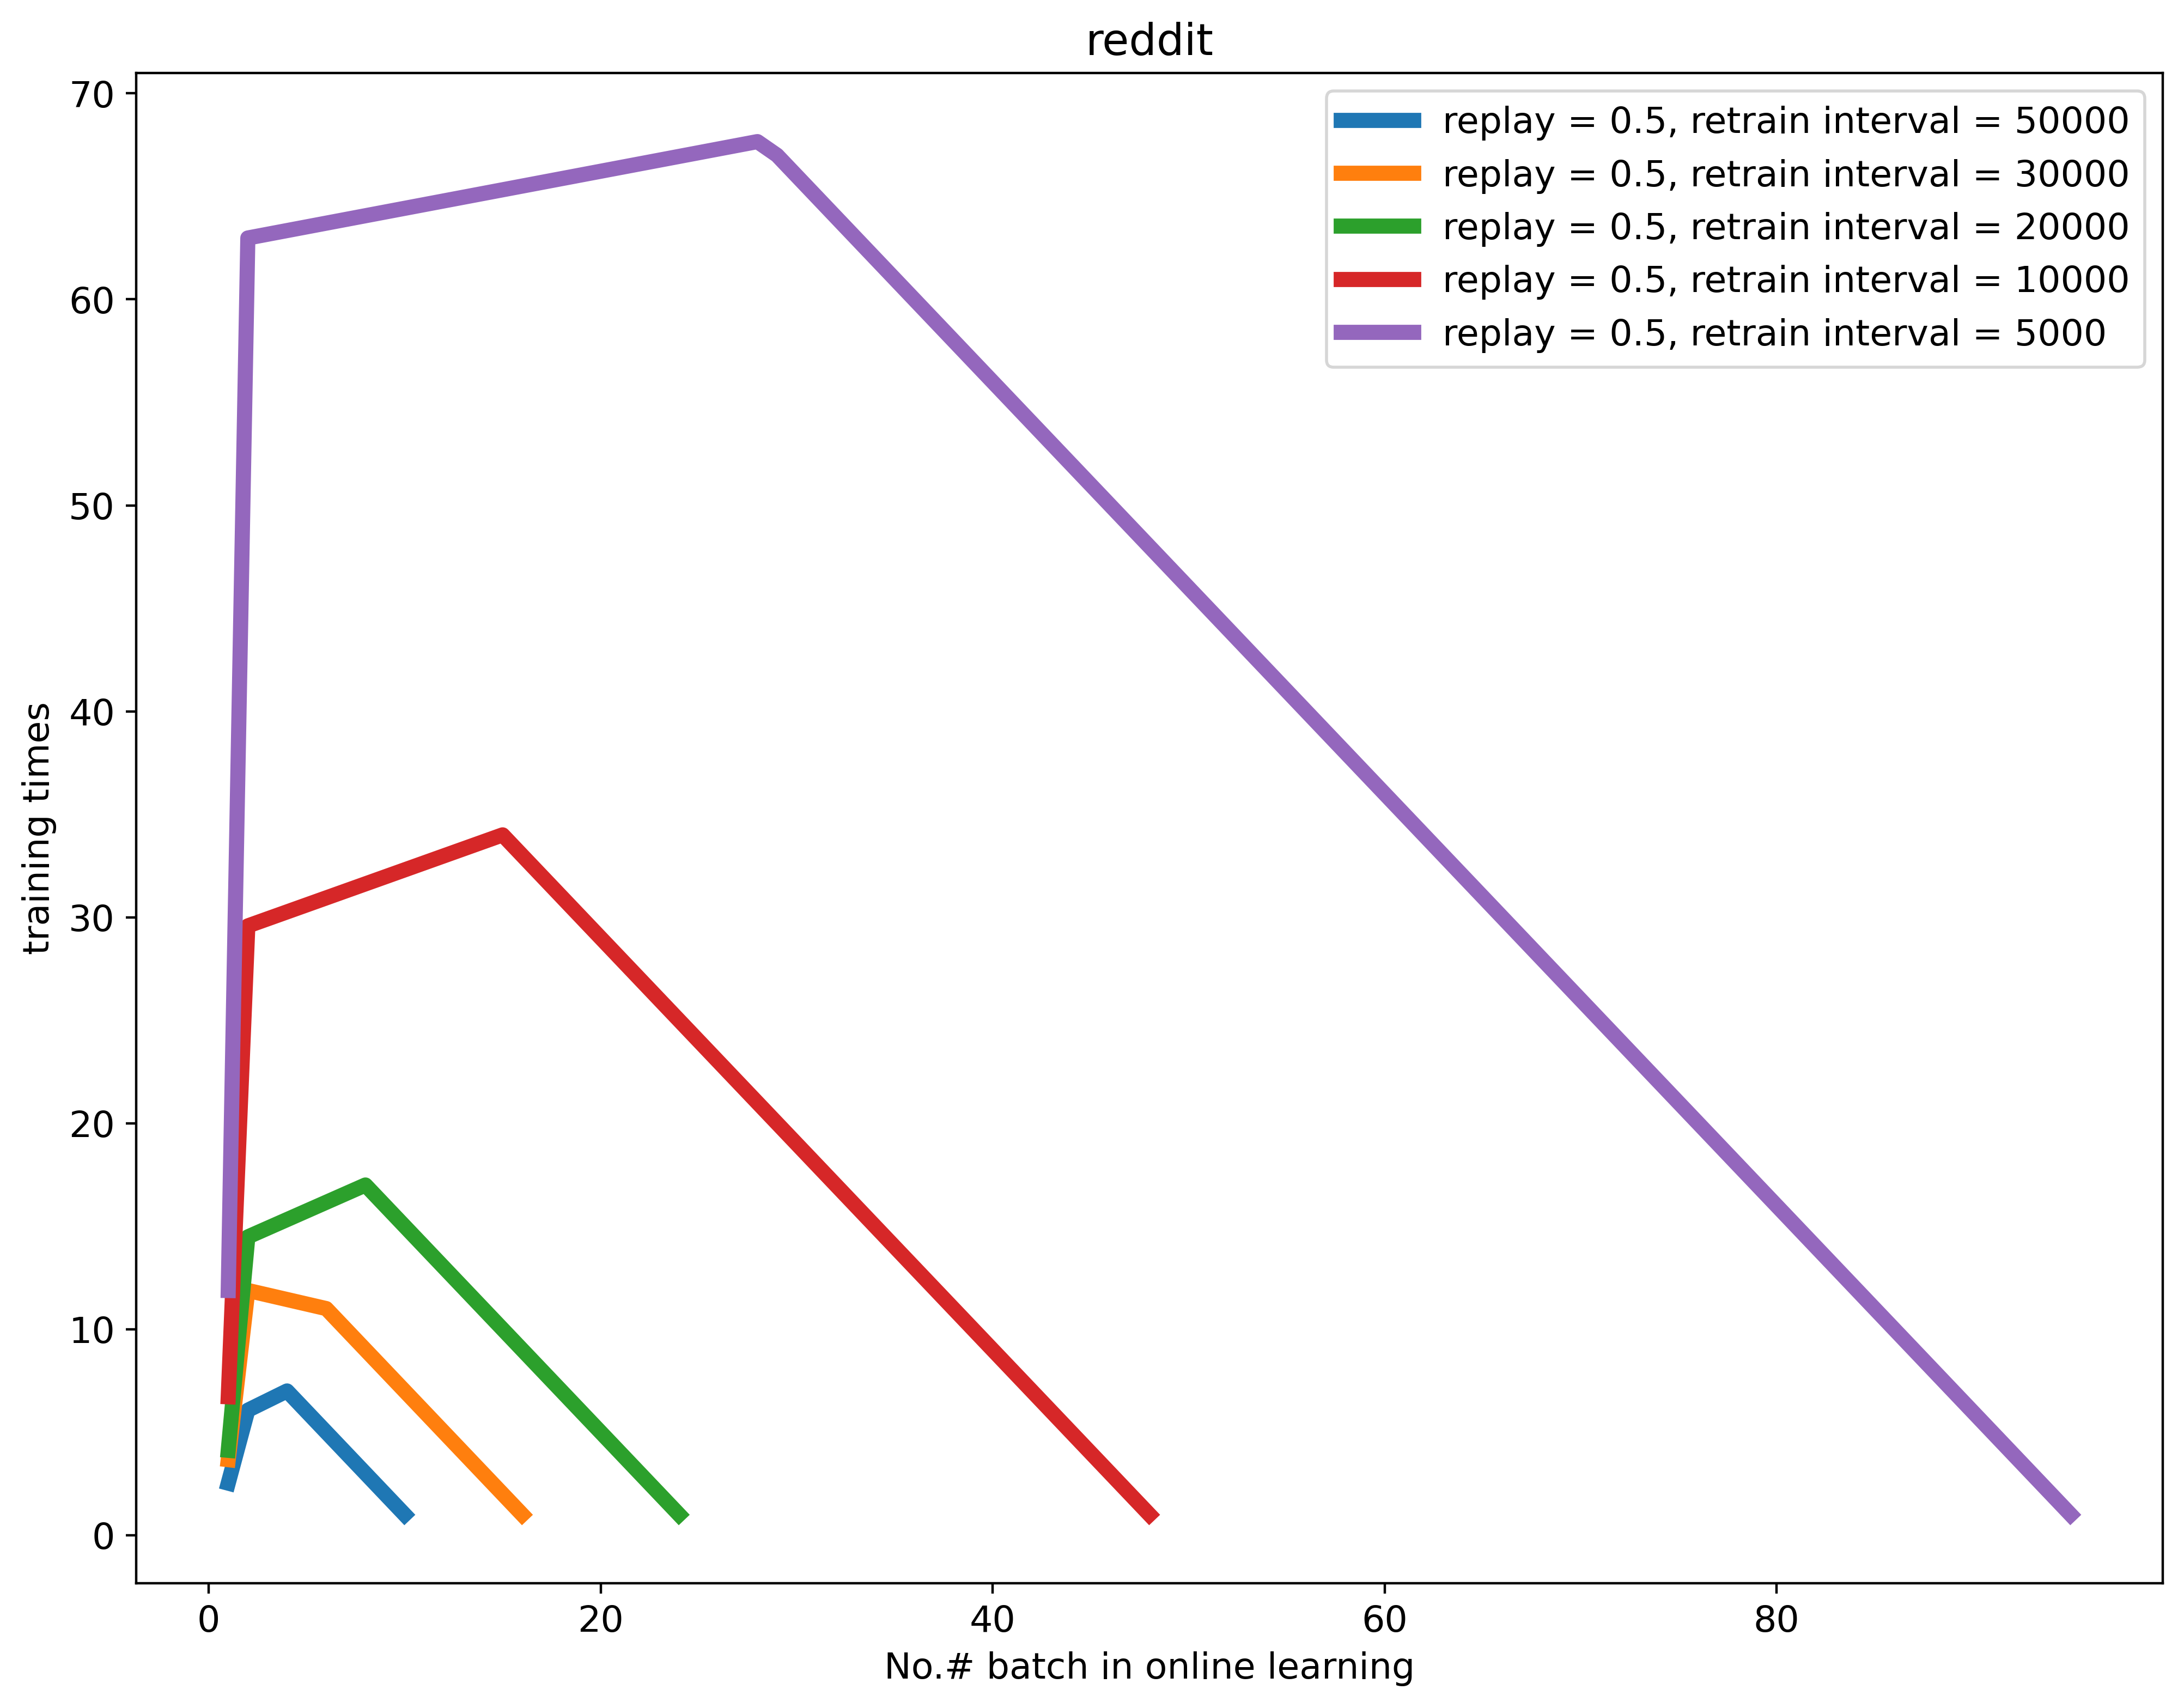 reddit
70
60
50
40
30
20
10
0
training times
replay = 0.5, retrain interval = 50000
replay = 0.5, retrain interval = 30000
replay = 0.5, retrain interval = 20000
replay = 0.5, retrain interval = 10000
replay = 0.5, retrain interval = 5000
0 20 40 60 80
No.# batch in online learning